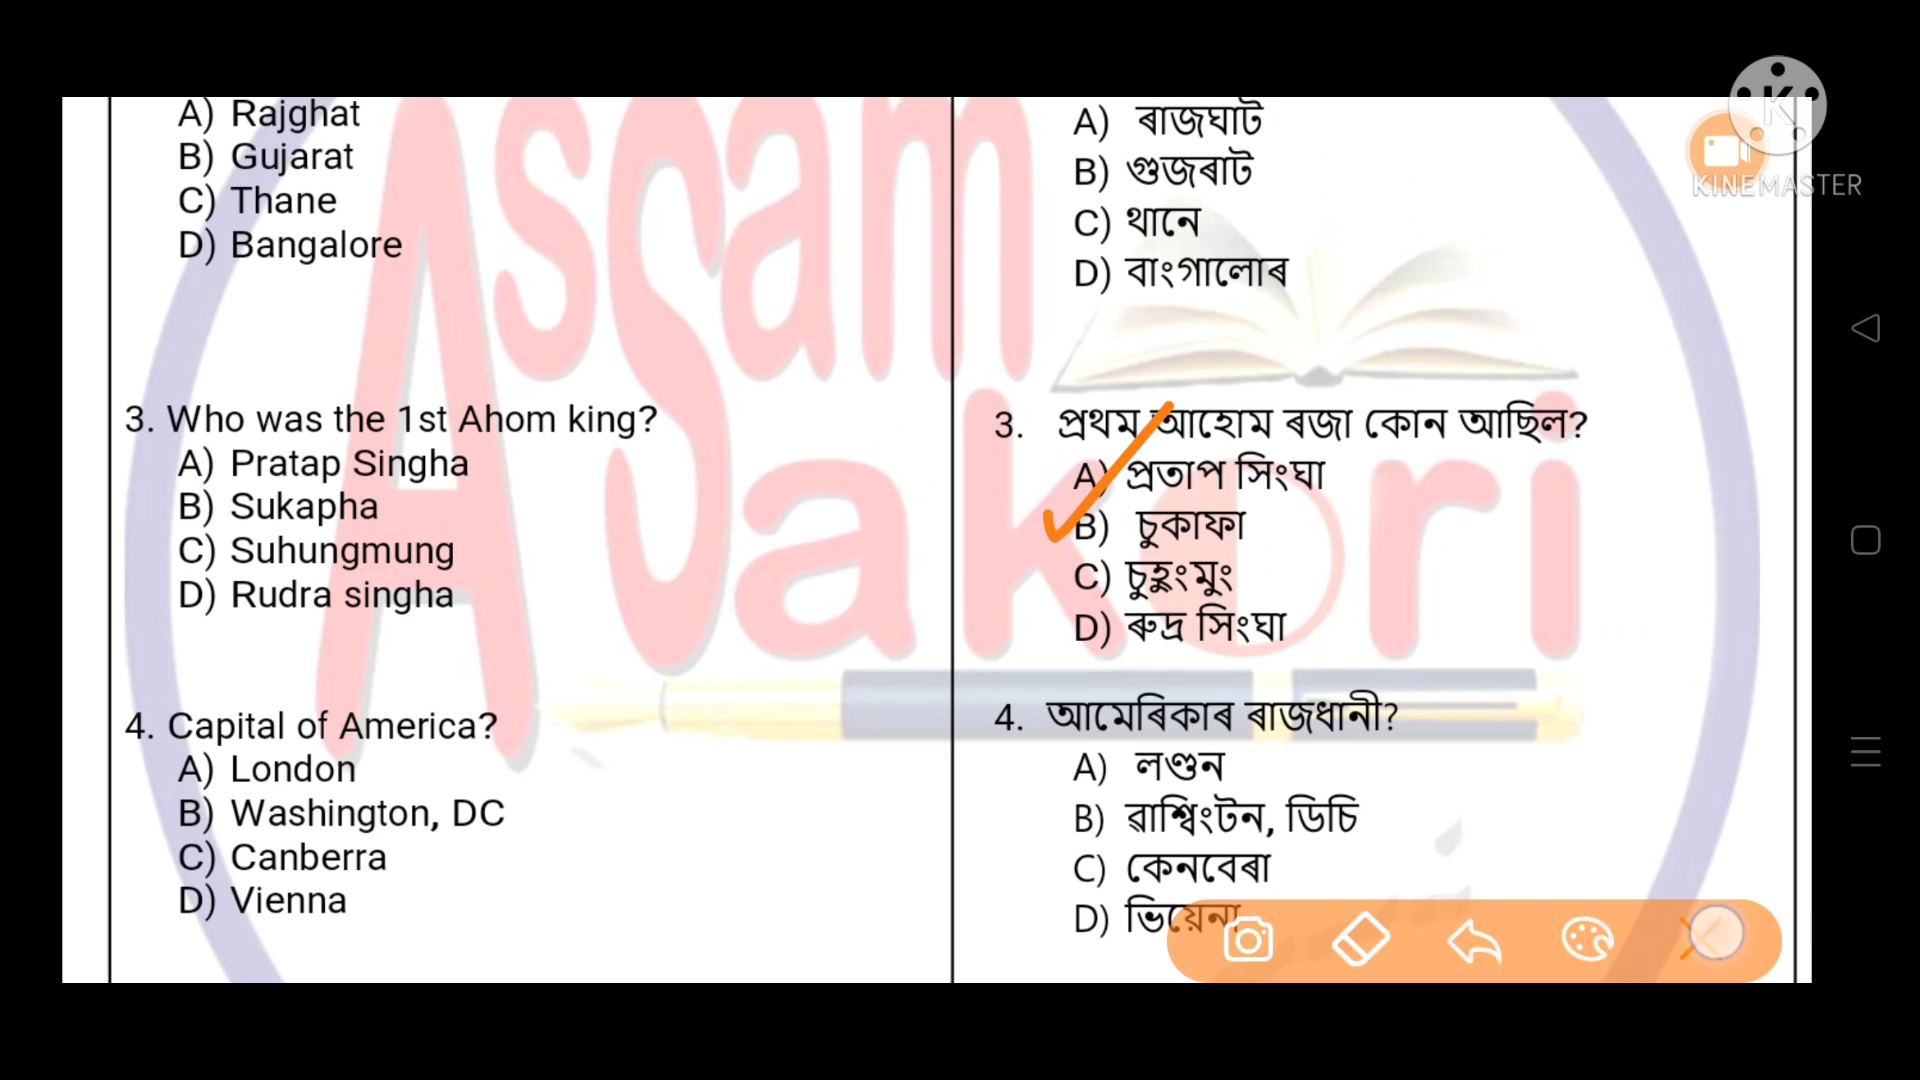 A) Rajghat
B) Gujarat
C) Thane
D) Bangalore
3. Who was the 1st Ahom king?
A) Pratap Singha
B) Sukapha
C) Suhungmung
D) Rudra singha
4. Capital of America?
A) London
B) Washington, DC
C) Canberra
D) Vienna
A) ৰাজঘাট
B) গুজৰাট
C) থানে
D) বাংগালোৰ
3. প্ৰথম আহোম ৰজা কোন আছিল?
A) প্ৰতাপ সিংঘা
B) চুকাফা
C) চুহুংমুং
D) ৰুদ্ৰ সিংঘা
4. আমেৰিকাৰ ৰাজধানী?
A) লণ্ডন
B) ৱাশ্বিংটন, ডিচি
C) কেনবেৰা
D) ভিয়েনা
Assam
Sakori
K
KINEMASTER